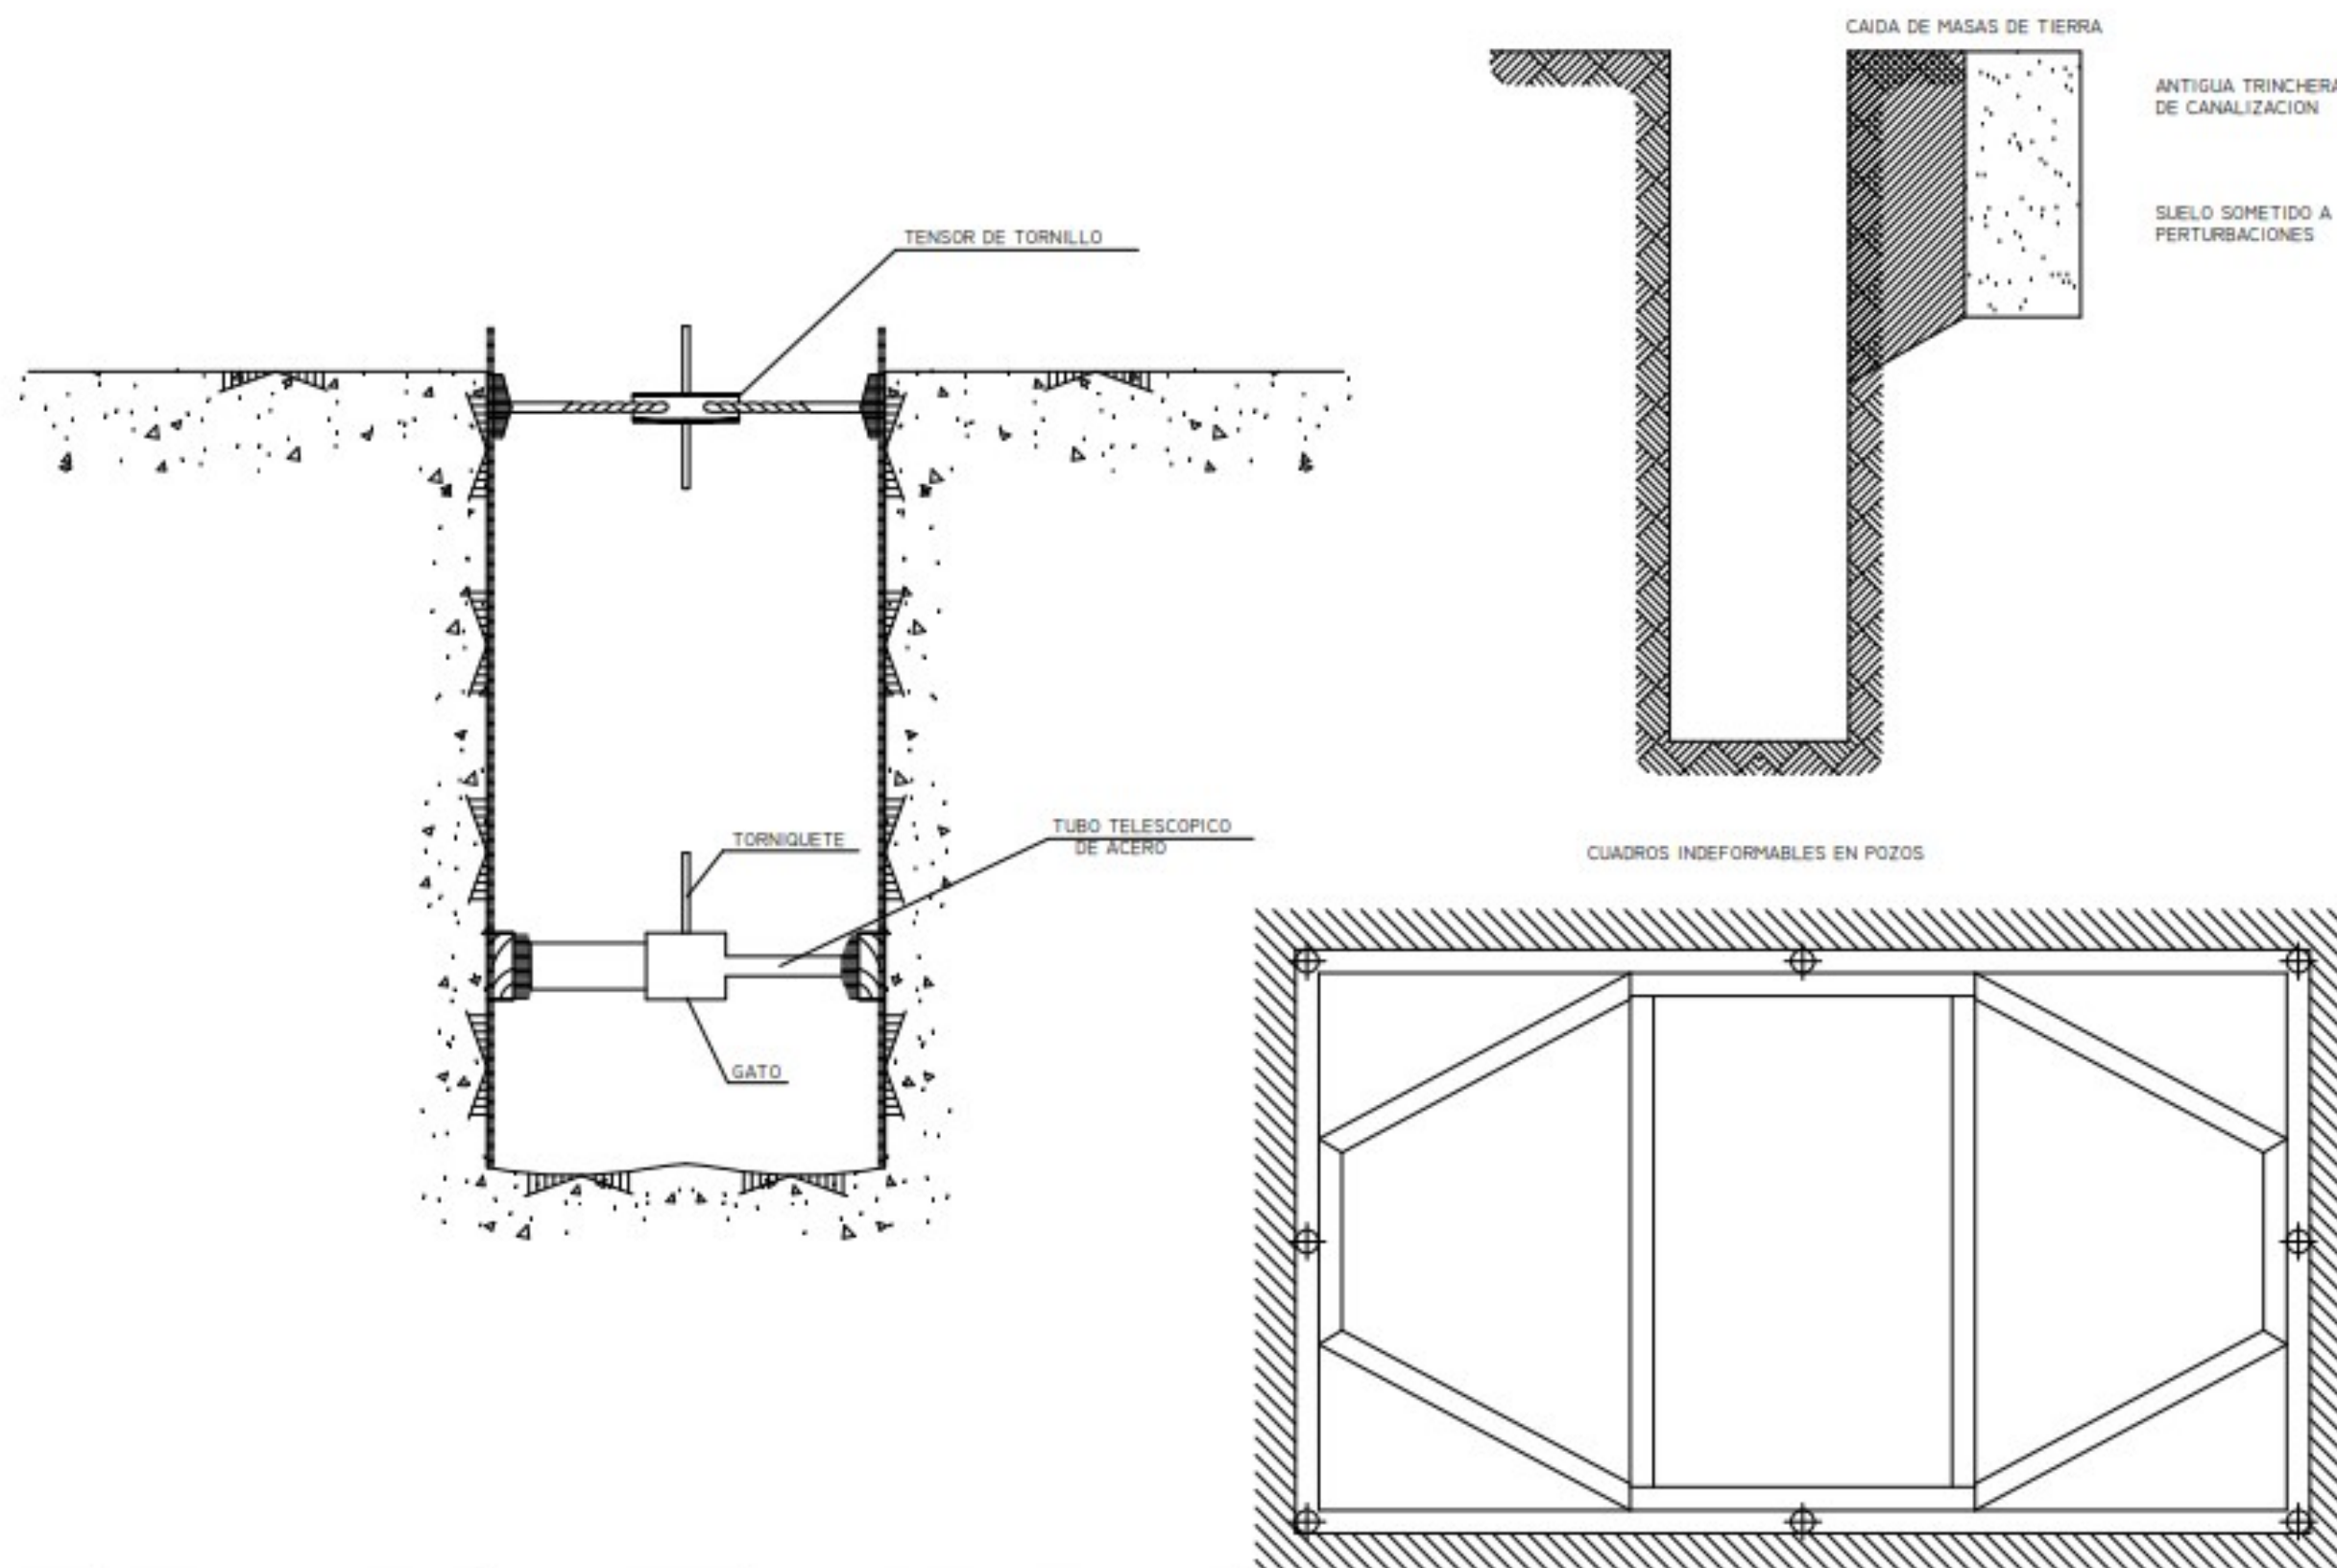 CAIDA DE MASAS DE TIERRA
ANTIGUA TRINCHERA
DE CANALIZACION
SUELO SOMETIDO A
PERTURBACIONES
TENSOR DE TORNILLO
TORNIQUETE
TUBO TELESCOPICO
DE ACERO
GATO
CUADROS INDEFORMABLES EN POZOS